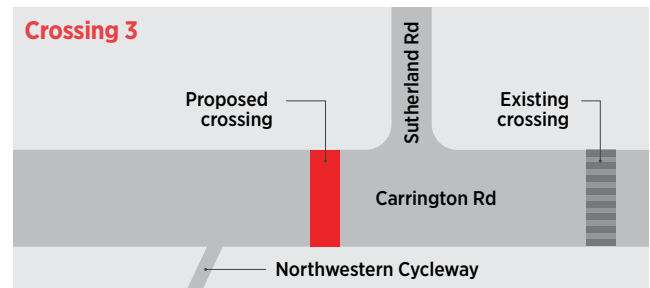 Crossing 3
Proposed
crossing
Sutherland Rd
Existing
crossing
Carrington Rd
Northwestern Cycleway